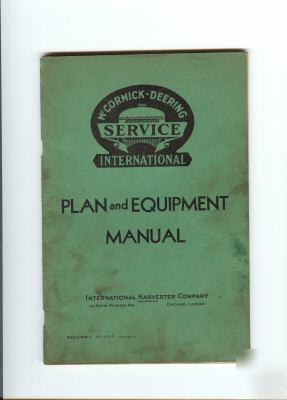 McCORMICK-DEERING
SERVICE
INTERNATIONAL
PLAN and EQUIPMENT
MANUAL
INTERNATIONAL HARVESTER COMPANY
CHICAGO, ILLINOIS